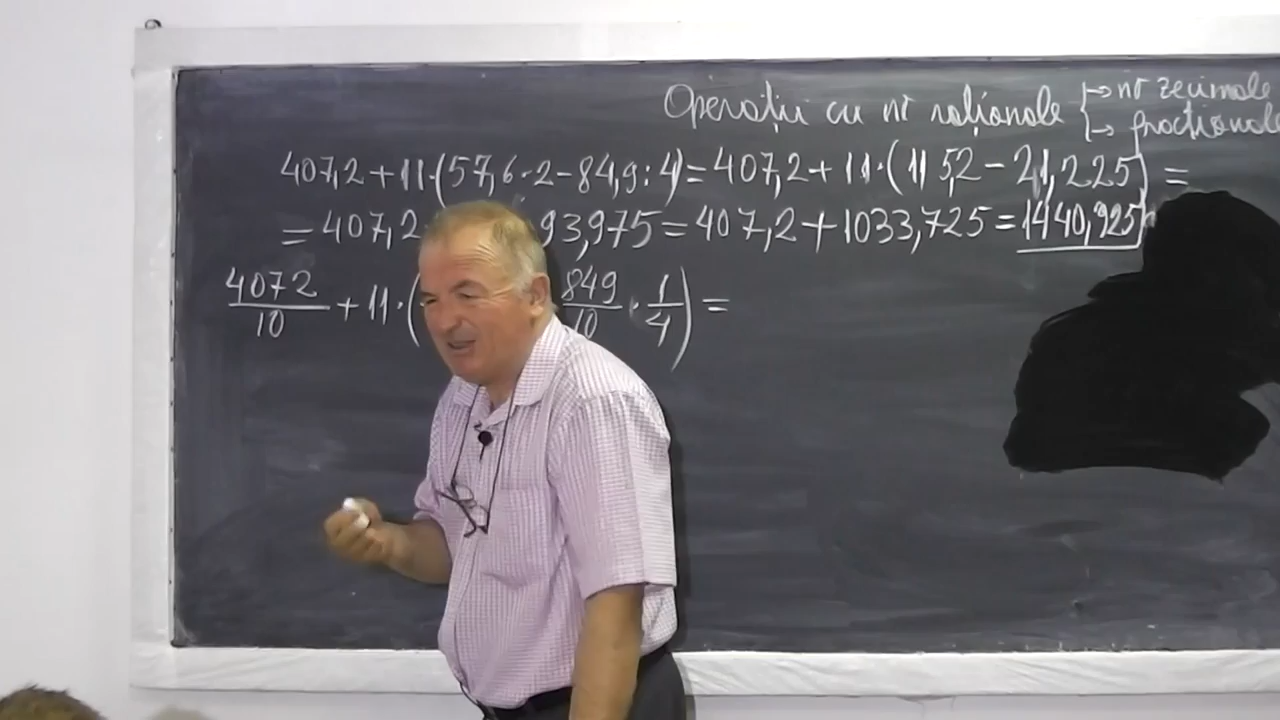 Operații cu nr raționale { → nr zecimale
→ fracționale
407,2 + 11·(57,6·2 - 84,9:4) = 407,2 + 11·(115,2 - 21,225) =
= 407,2 93,975 = 407,2 + 1033,725 = 1440,925
4072/10 + 11·( 849/10 · 1/4) =